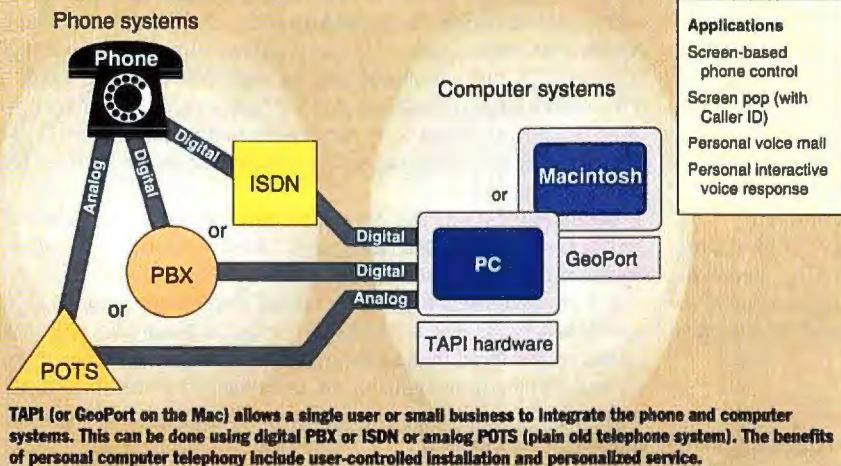 Phone systems
Phone
Computer systems
Applications
Screen-based
phone control
Screen pop (with
Caller ID)
Personal voice mail
Personal interactive
voice response
Analog
Digital
Digital
ISDN
or
PBX
or
POTS
Digital
Digital
Analog
or
Macintosh
PC
GeoPort
TAPI hardware
TAPI (or GeoPort on the Mac) allows a single user or small business to integrate the phone and computer
systems. This can be done using digital PBX or ISDN or analog POTS (plain old telephone system). The benefits
of personal computer telephony include user-controlled installation and personalized service.